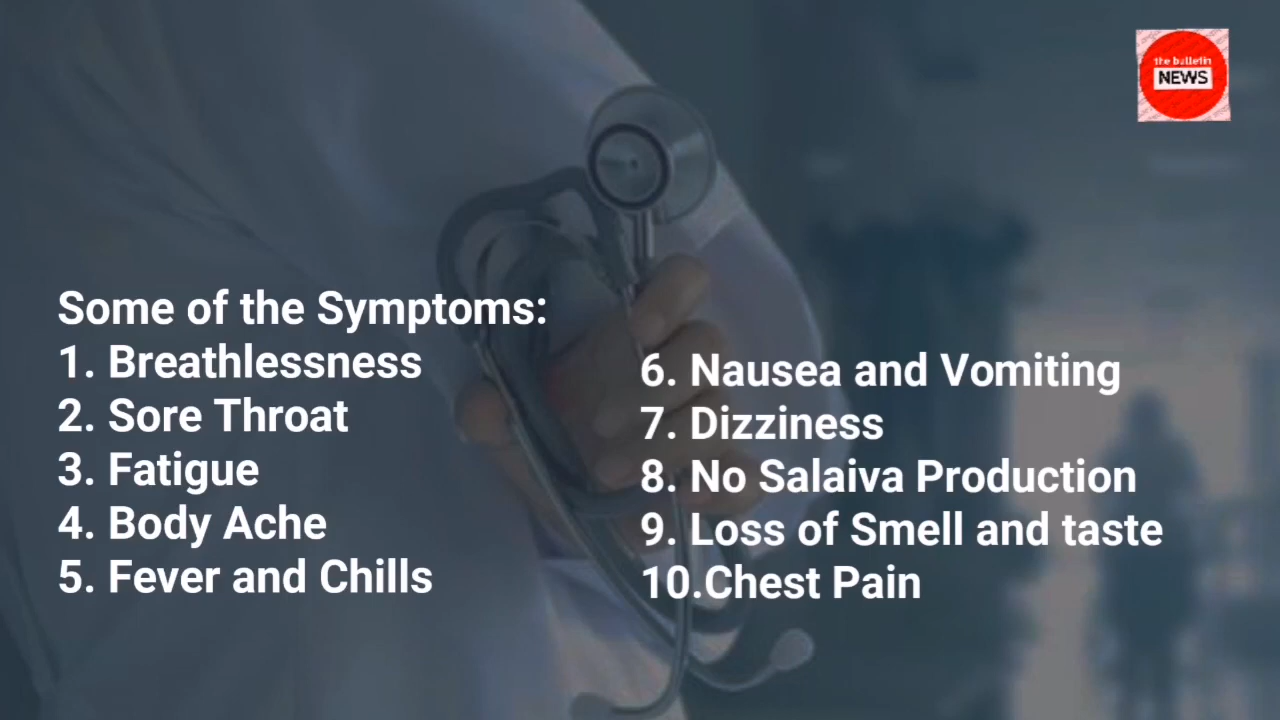 the bulletin
NEWS
Some of the Symptoms:
1. Breathlessness
2. Sore Throat
3. Fatigue
4. Body Ache
5. Fever and Chills
6. Nausea and Vomiting
7. Dizziness
8. No Salaiva Production
9. Loss of Smell and taste
10.Chest Pain